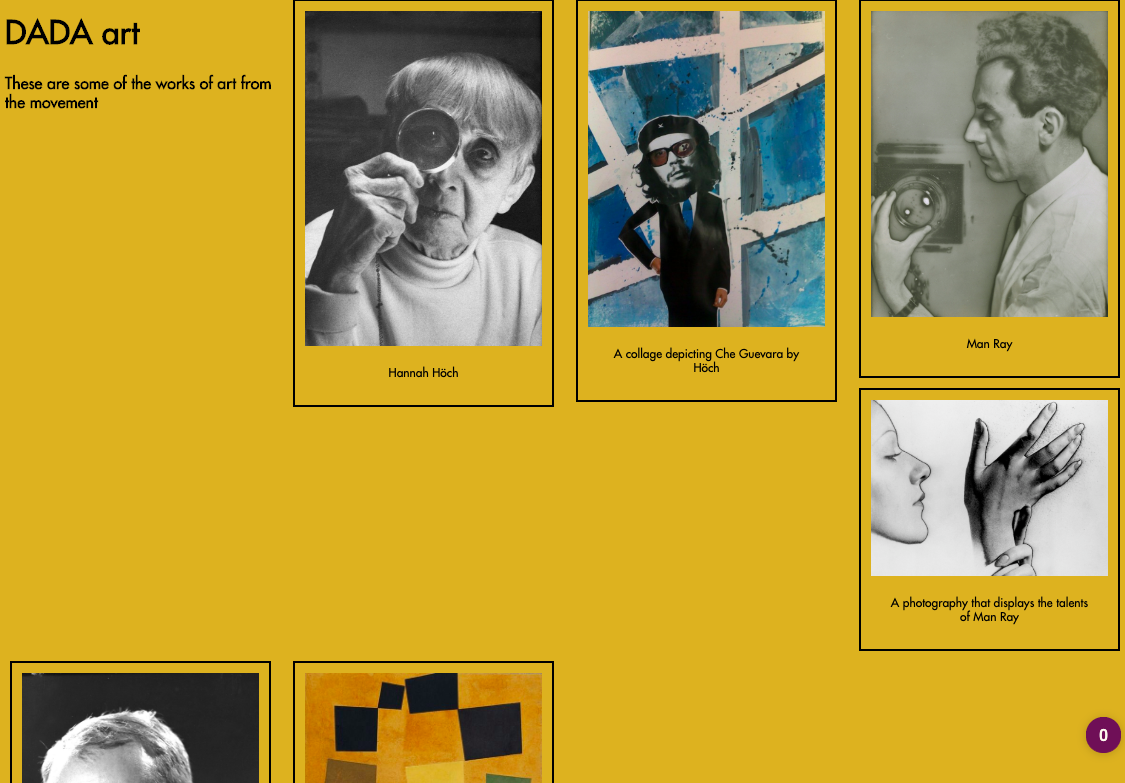 DADA art
These are some of the works of art from
the movement
Hannah Höch
A collage depicting Che Guevara by
Höch
Man Ray
A photography that displays the talents
of Man Ray
0